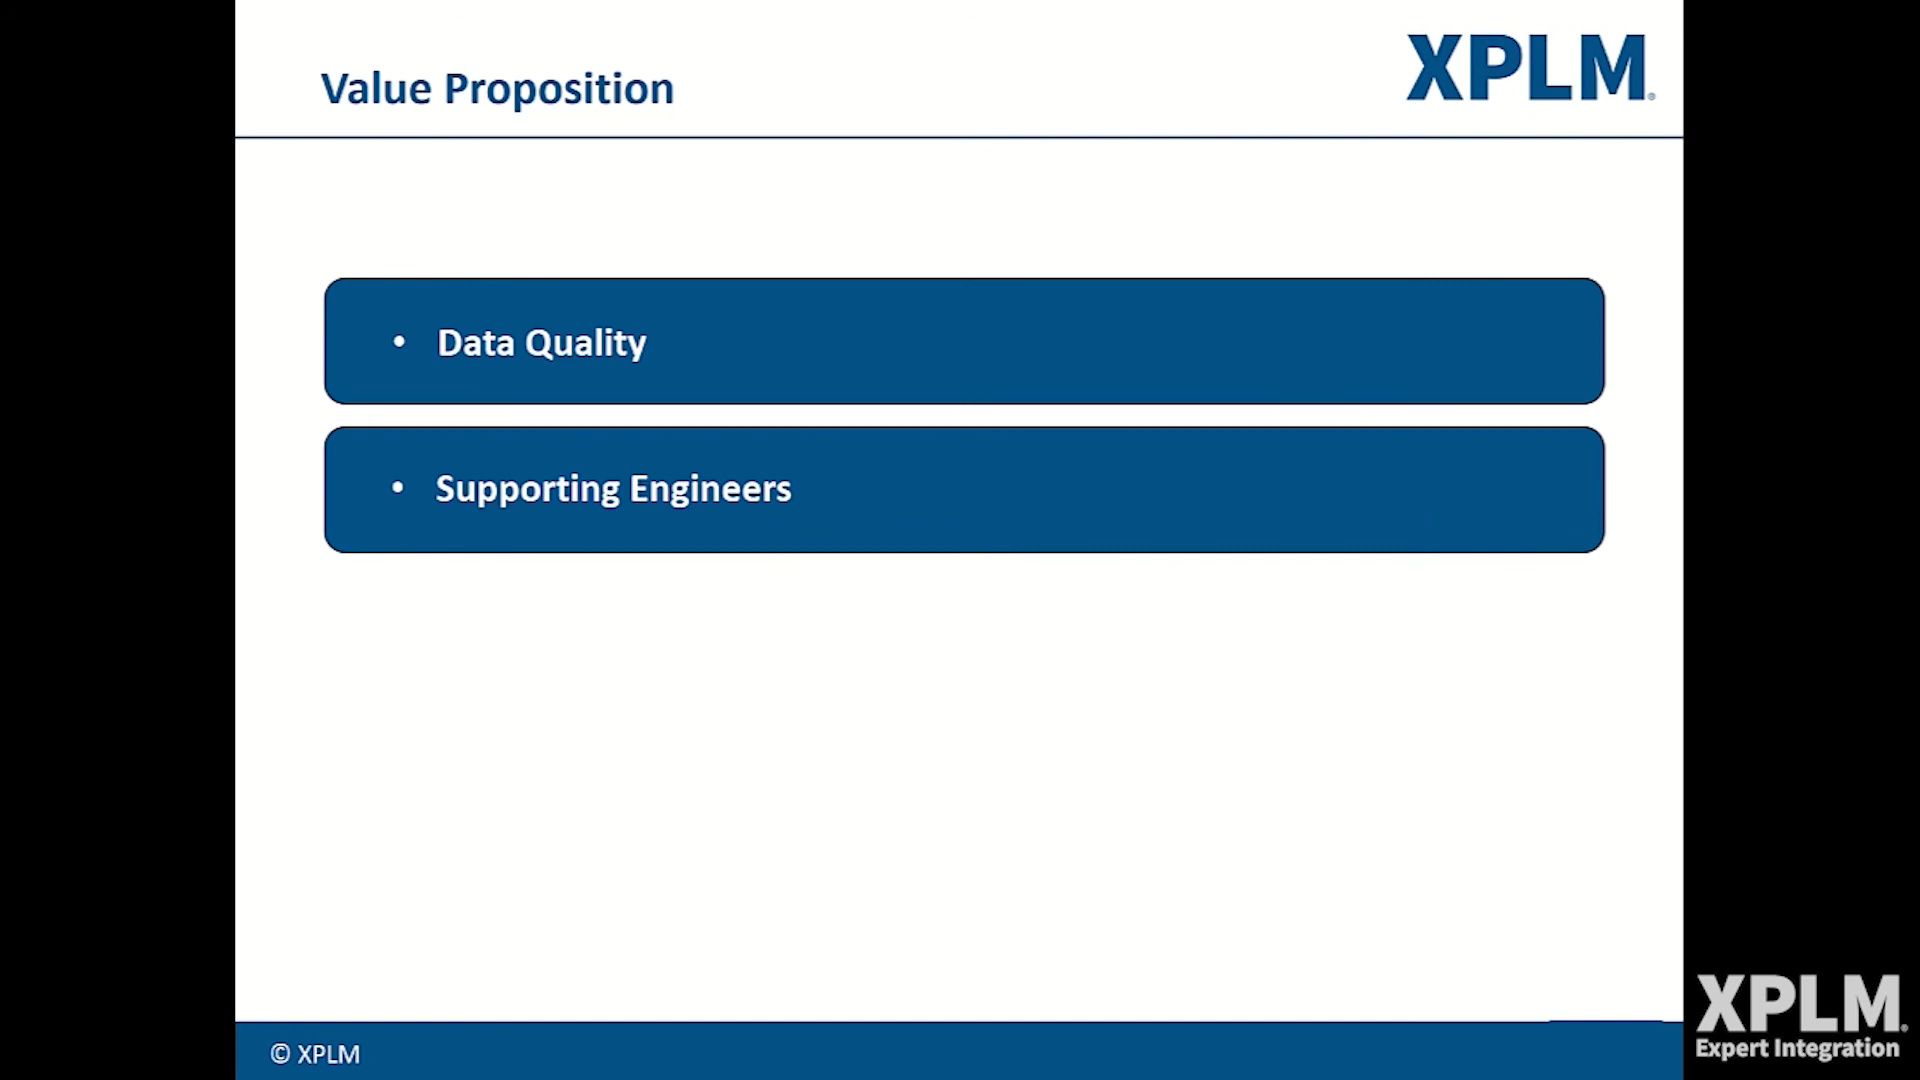 Value Proposition
XPLM®
• Data Quality
• Supporting Engineers
© XPLM
XPLM®
Expert Integration